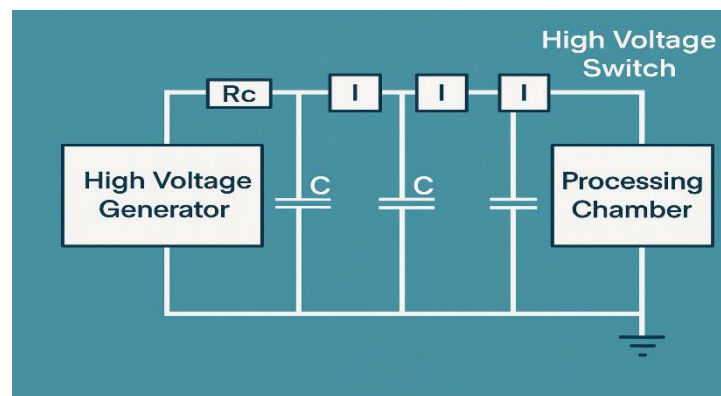 High Voltage
Switch
Rc
I
I
I
High Voltage
Generator
C
C
Processing
Chamber